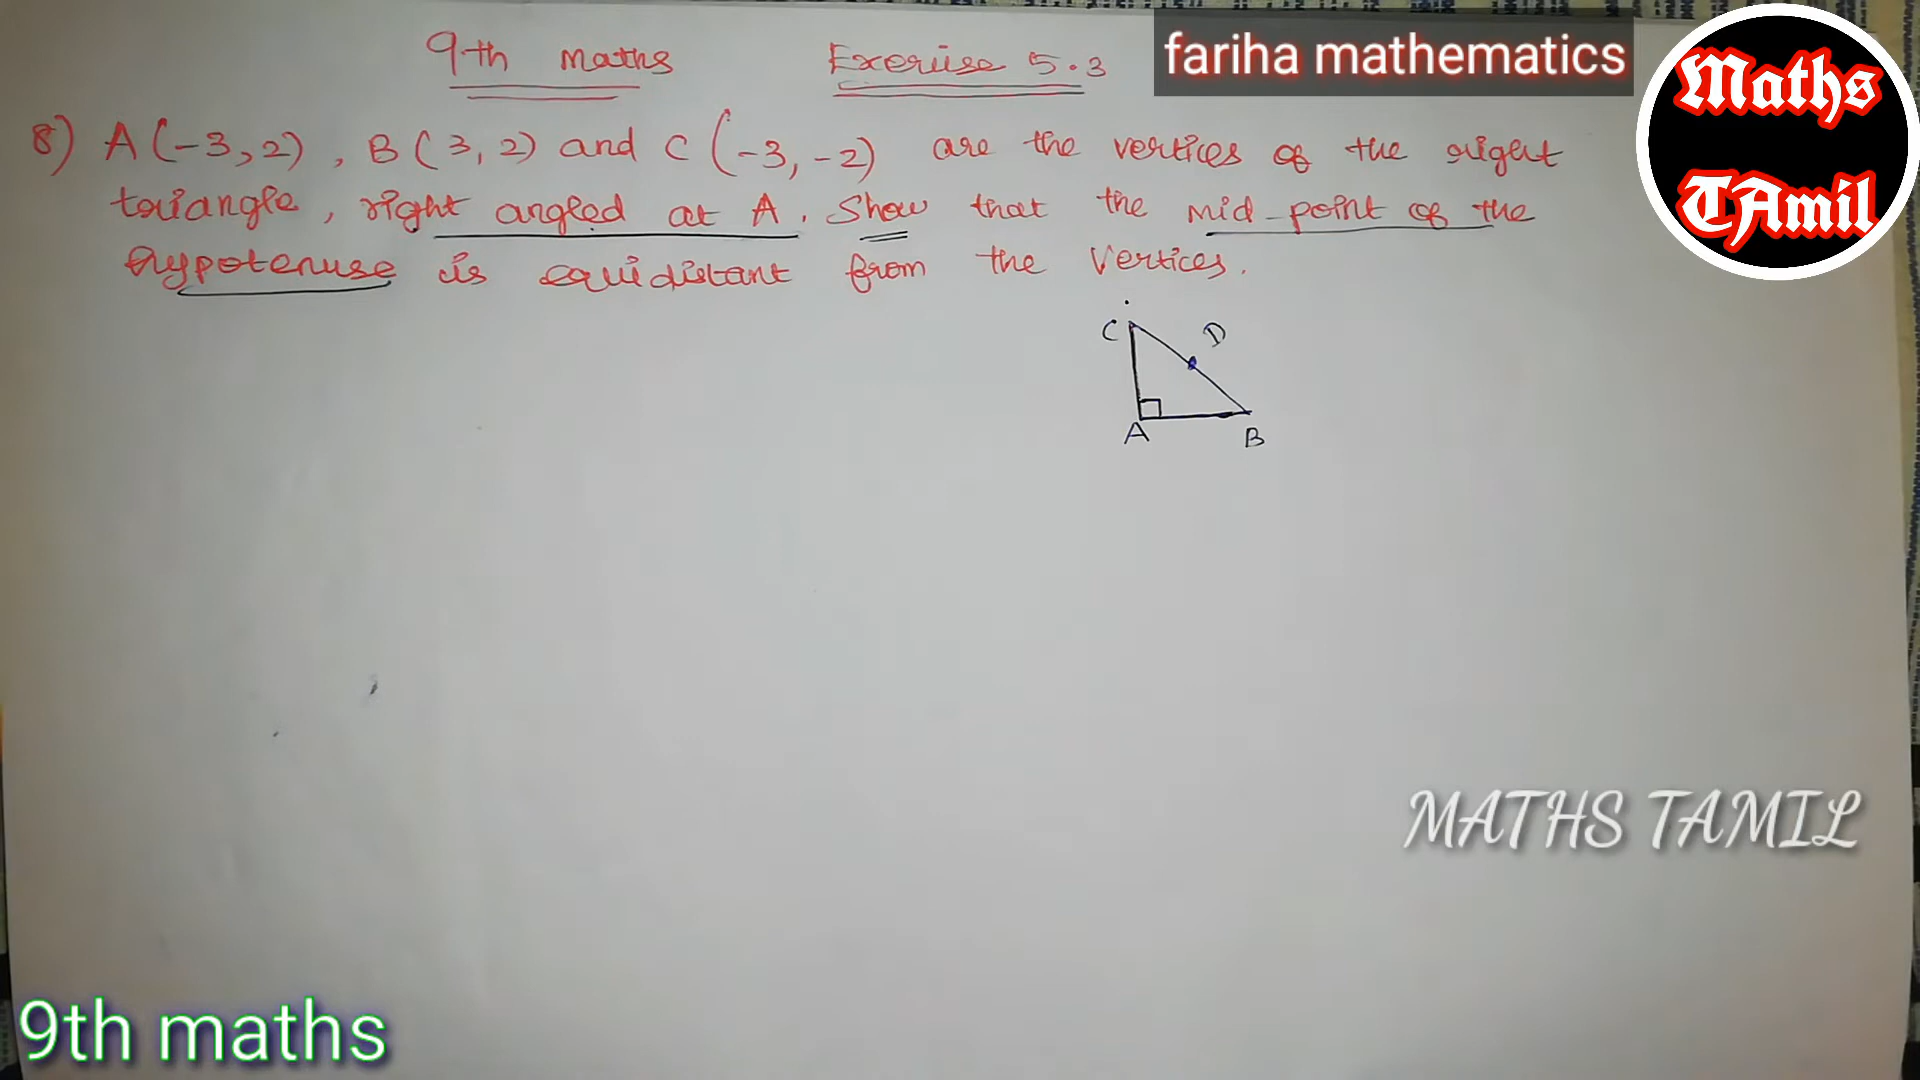 9th maths Exercise 5.3
fariha mathematics
Maths
TAmil
8) A(-3,2), B(3,2) and C(-3,-2) are the vertices of the right
triangle, right angled at A. Show that the mid-point of the
hypotenuse is equidistant from the vertices.
C D
A B
MATHS TAMIL
9th maths